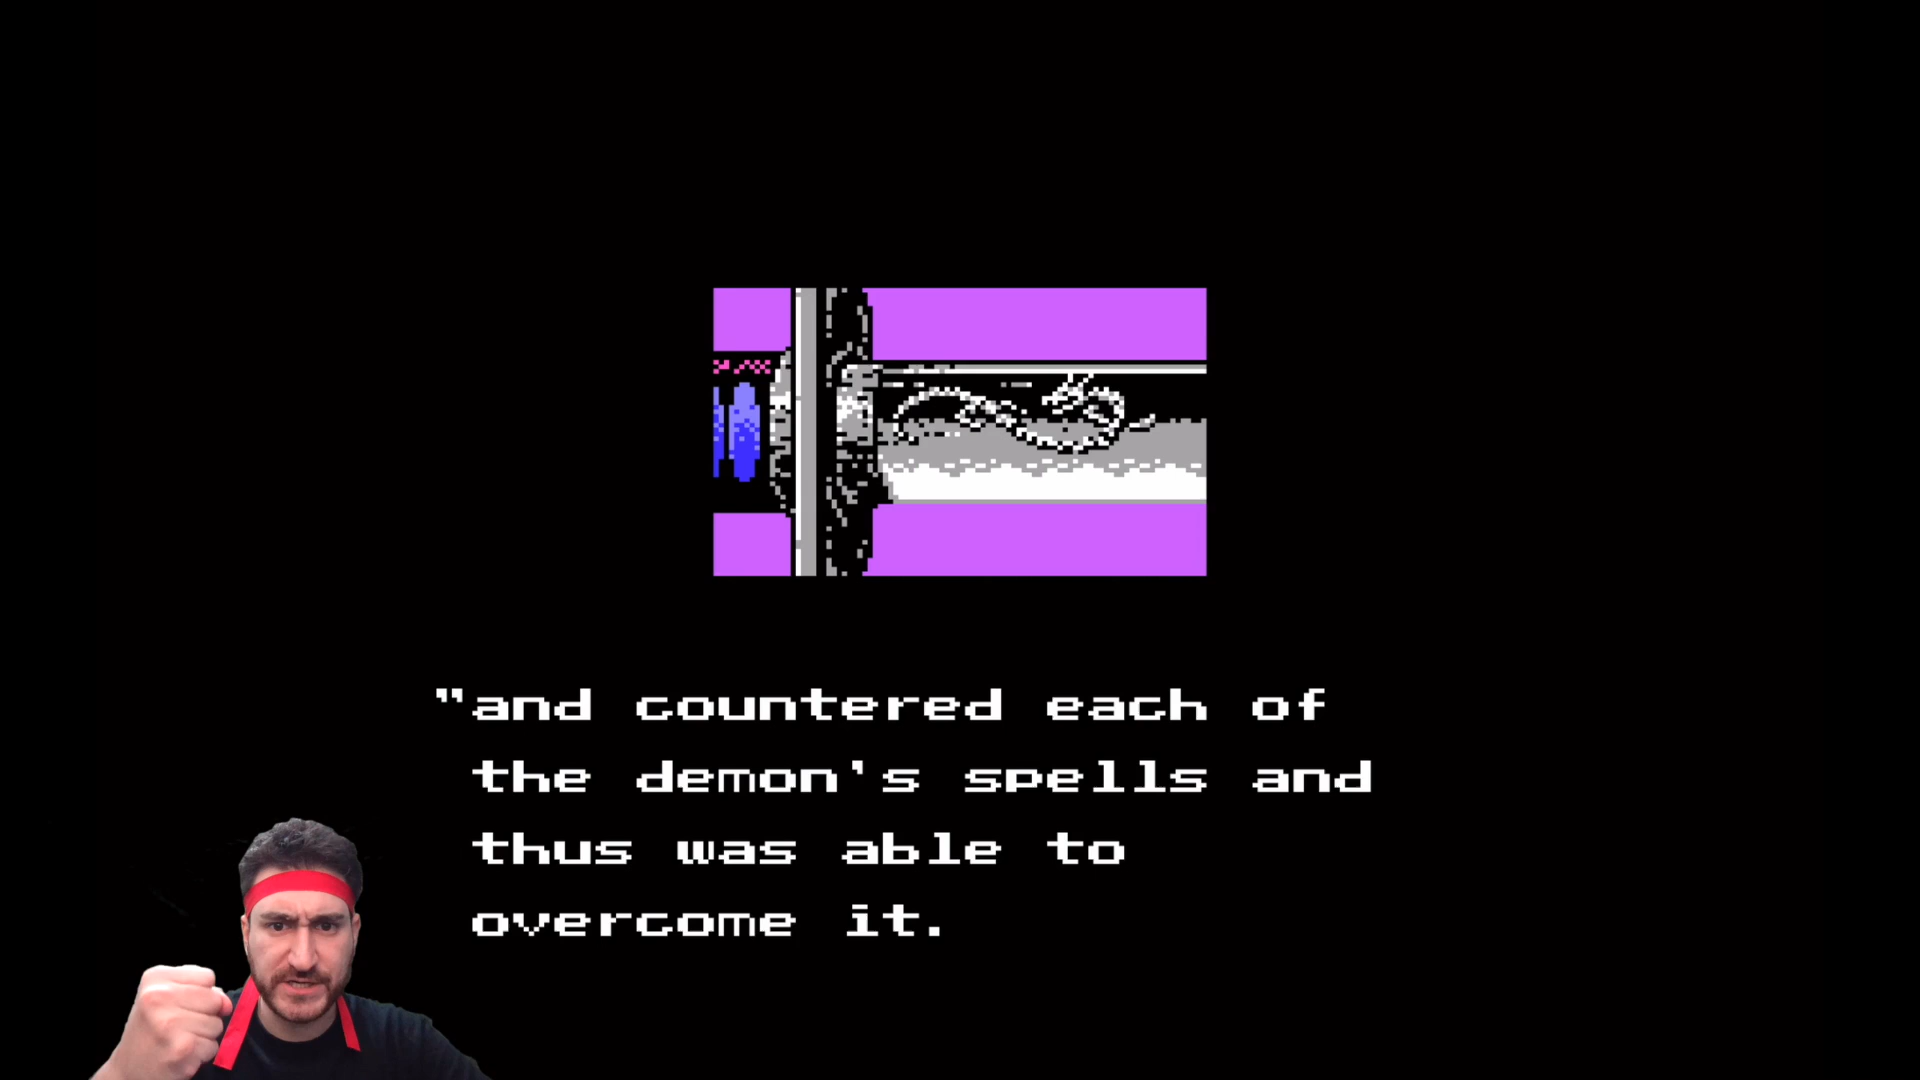 "and countered each of
the demon's spells and
thus was able to
overcome it.